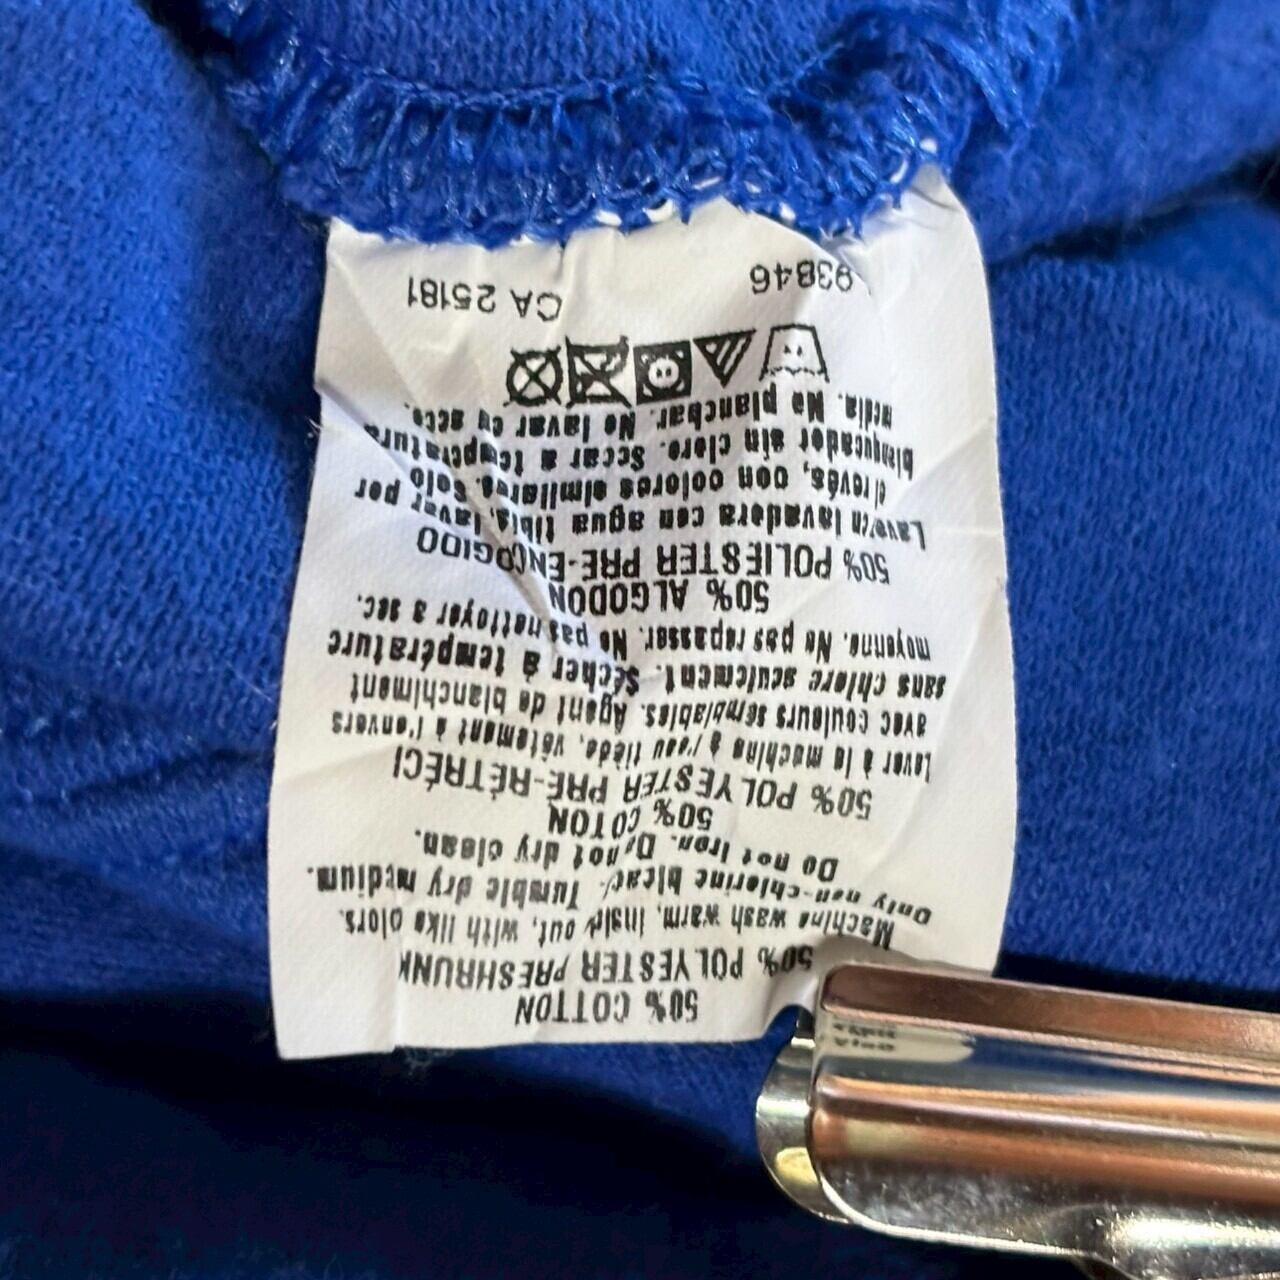 50% COTTON
50% POLYESTER PRESHRUNK
Machine wash warm, inside out, with like colors.
Only non-chlorine bleach. Tumble dry medium.
Do not iron. Do not dry clean.
50% COTON
50% POLYESTER PRÉ-RÉTRÉCI
Laver à la machine à l'eau tiède, vêtement à l'envers
avec couleurs semblables. Agent de blanchiment
sans chlore seulement. Sécher à température
moyenne. Ne pas repasser. Ne pas nettoyer a sec.
50% ALGODON
50% POLIESTER PRE-ENCOGIDO
Lave en lavadora con agua tibia, lavar por
el revés, con colores similares. Solo
blanqueador sin cloro. Secar a temperatura
media. No planchar. No lavar en seco.
93846 CA 25181